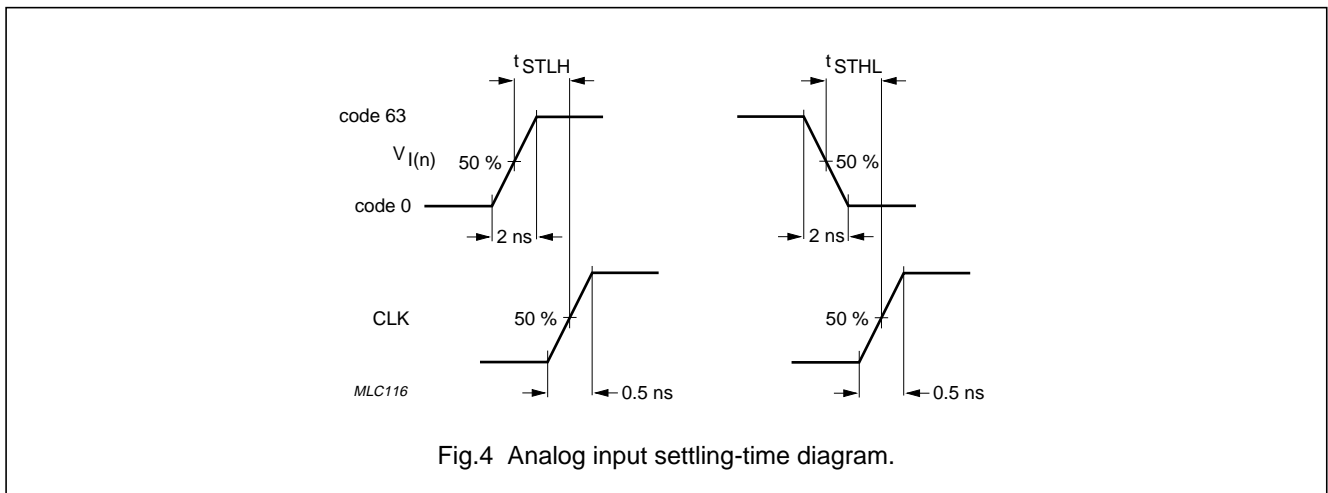 t STLH
t STHL
code 63
V I(n)
50 %
50 %
code 0
2 ns
2 ns
CLK
50 %
50 %
MLC116
0.5 ns
0.5 ns
Fig.4 Analog input settling-time diagram.